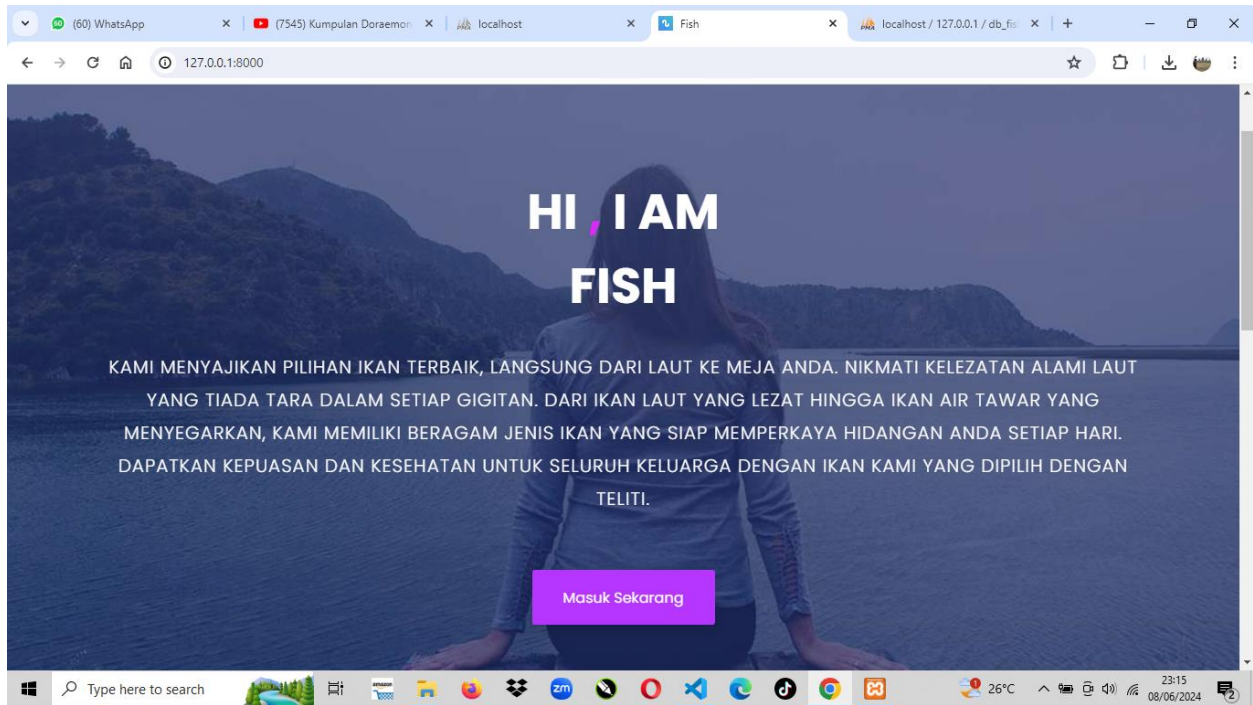 (60) WhatsApp
(7545) Kumpulan Doraemon
localhost
Fish
localhost / 127.0.0.1 / db_fis
127.0.0.1:8000
HI , I AM
FISH
KAMI MENYAJIKAN PILIHAN IKAN TERBAIK, LANGSUNG DARI LAUT KE MEJA ANDA. NIKMATI KELEZATAN ALAMI LAUT
YANG TIADA TARA DALAM SETIAP GIGITAN. DARI IKAN LAUT YANG LEZAT HINGGA IKAN AIR TAWAR YANG
MENYEGARKAN, KAMI MEMILIKI BERAGAM JENIS IKAN YANG SIAP MEMPERKAYA HIDANGAN ANDA SETIAP HARI.
DAPATKAN KEPUASAN DAN KESEHATAN UNTUK SELURUH KELUARGA DENGAN IKAN KAMI YANG DIPILIH DENGAN
TELITI.
Masuk Sekarang
Type here to search
zm
26°C
23:15
08/06/2024
2